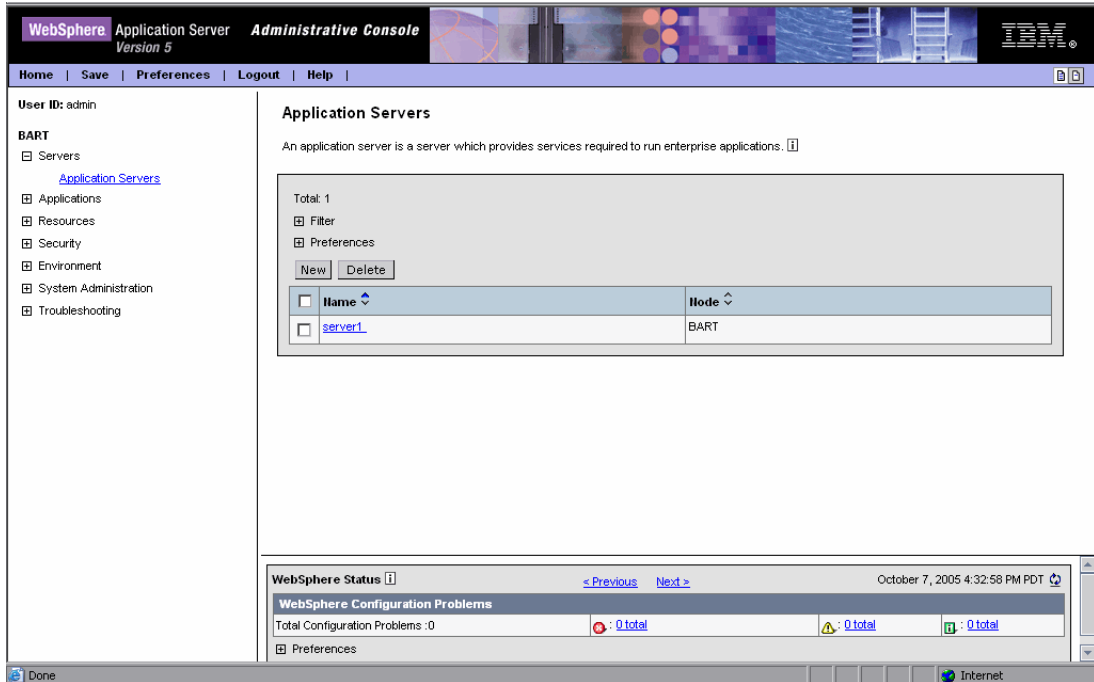 WebSphere Application Server Administrative Console
Version 5
IBM®
Home | Save | Preferences | Logout | Help |
User ID: admin
BART
Servers
Application Servers
Applications
Resources
Security
Environment
System Administration
Troubleshooting
Application Servers
An application server is a server which provides services required to run enterprise applications. i
Total: 1
Filter
Preferences
New Delete
Name Node
server1 BART
WebSphere Status i < Previous Next > October 7, 2005 4:32:58 PM PDT
WebSphere Configuration Problems
Total Configuration Problems :0 : 0 total : 0 total : 0 total
Preferences
Done Internet